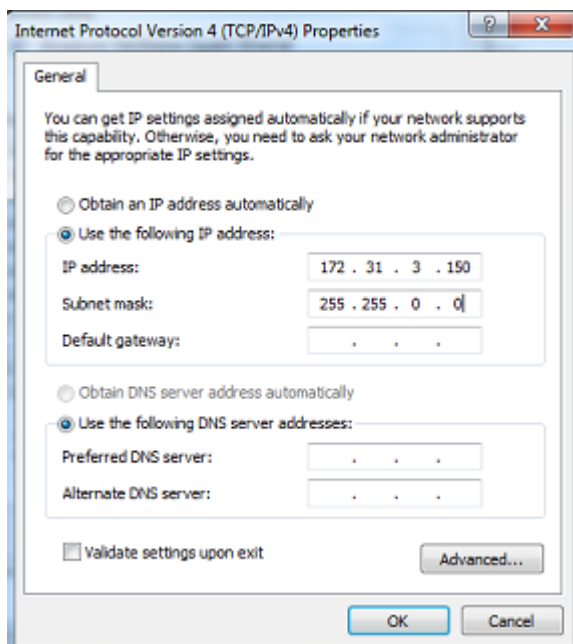 Internet Protocol Version 4 (TCP/IPv4) Properties
General
You can get IP settings assigned automatically if your network supports
this capability. Otherwise, you need to ask your network administrator
for the appropriate IP settings.
Obtain an IP address automatically
Use the following IP address:
IP address: 172 . 31 . 3 . 150
Subnet mask: 255 . 255 . 0 . 0
Default gateway: . . .
Obtain DNS server address automatically
Use the following DNS server addresses:
Preferred DNS server: . . .
Alternate DNS server: . . .
Validate settings upon exit
Advanced...
OK Cancel